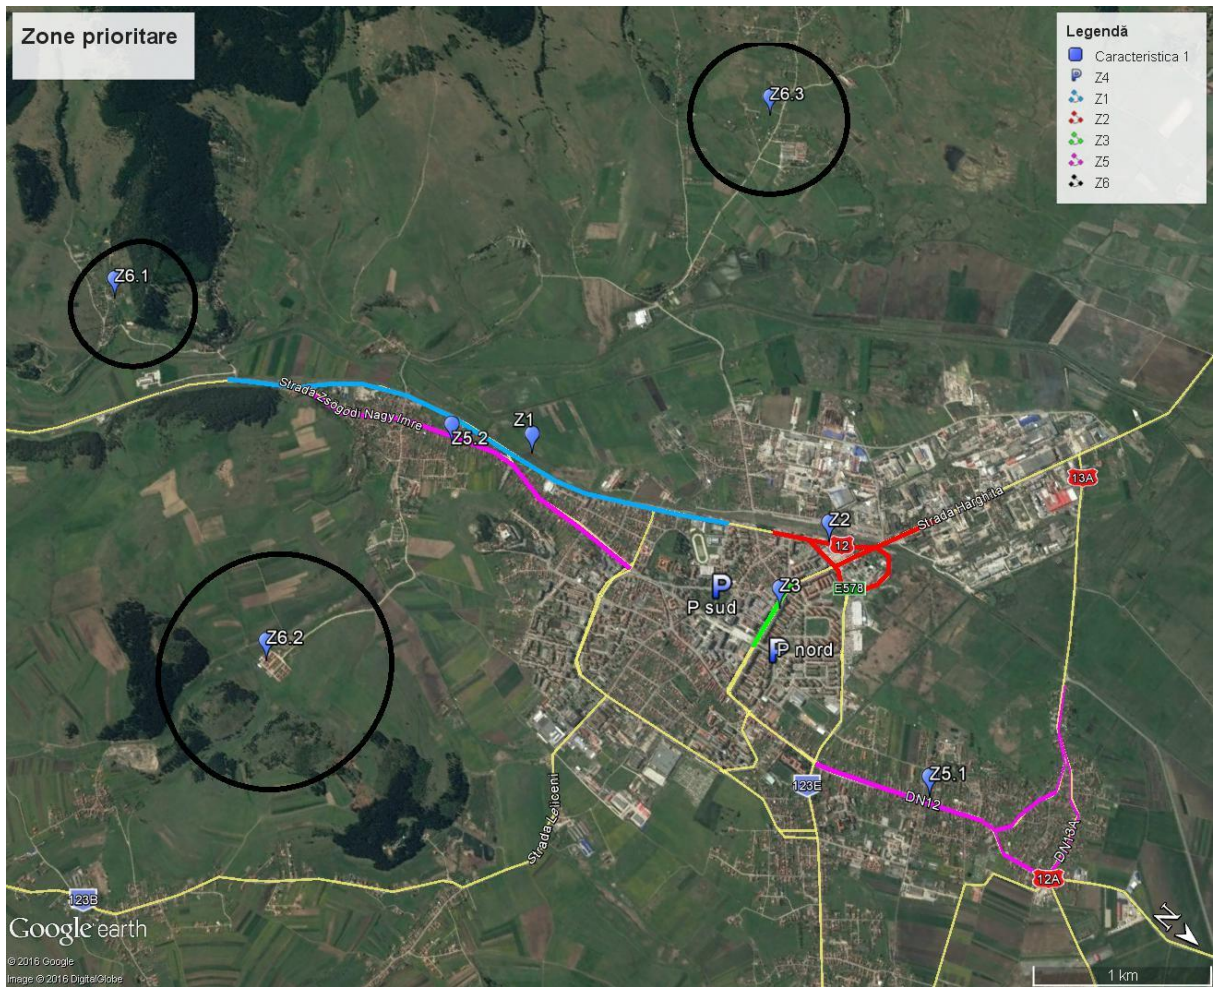 Zone prioritare
Legendă
Caracteristica 1
Z4
Z1
Z2
Z3
Z5
Z6
Z6.3
Z6.1
Strada Zsogodi Nagy Imre
Z5.2
Z1
13A
Strada Harghita
Z2
12
E578
Z3
P
P sud
P
P nord
Z6.2
Z5.1
123E
DN12
DN13A
12A
Strada Leliceni
123B
N
Google earth
© 2016 Google
Image © 2016 DigitalGlobe
1 km